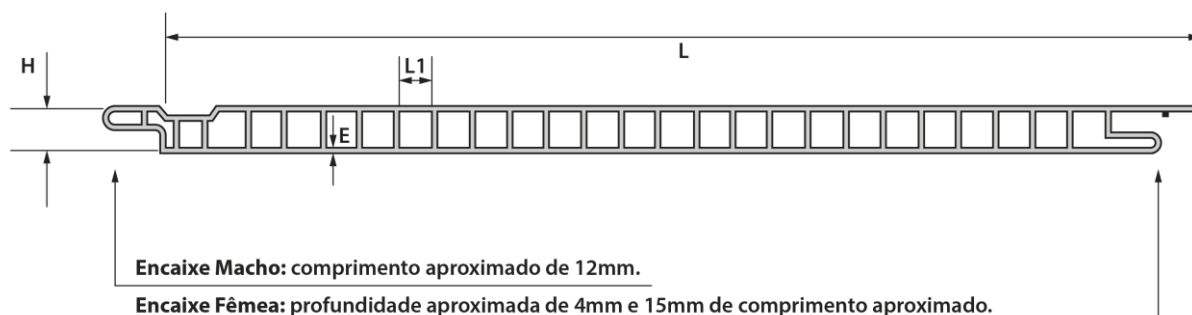 L
H
L1
E
Encaixe Macho: comprimento aproximado de 12mm.
Encaixe Fêmea: profundidade aproximada de 4mm e 15mm de comprimento aproximado.